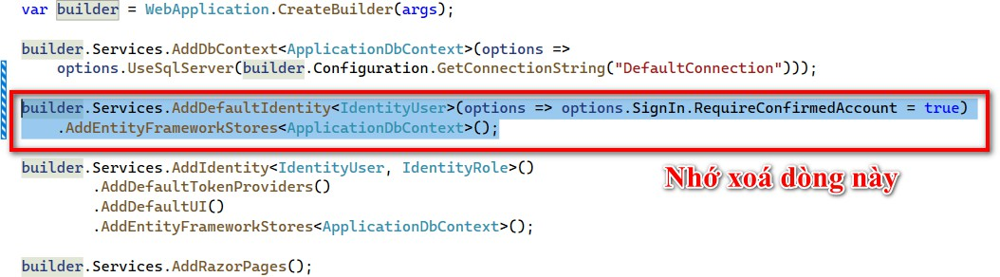 var builder = WebApplication.CreateBuilder(args);
builder.Services.AddDbContext<ApplicationDbContext>(options =>
    options.UseSqlServer(builder.Configuration.GetConnectionString("DefaultConnection")));
builder.Services.AddDefaultIdentity<IdentityUser>(options => options.SignIn.RequireConfirmedAccount = true)
    .AddEntityFrameworkStores<ApplicationDbContext>();
builder.Services.AddIdentity<IdentityUser, IdentityRole>()
        .AddDefaultTokenProviders()
        .AddDefaultUI()
        .AddEntityFrameworkStores<ApplicationDbContext>();
Nhớ xoá dòng này
builder.Services.AddRazorPages();